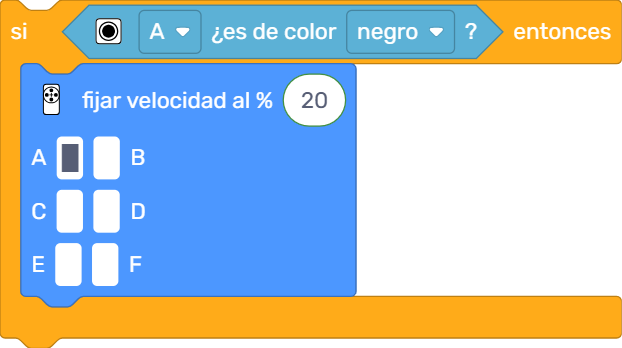 si A ¿es de color negro ? entonces
fijar velocidad al % 20
A B
C D
E F